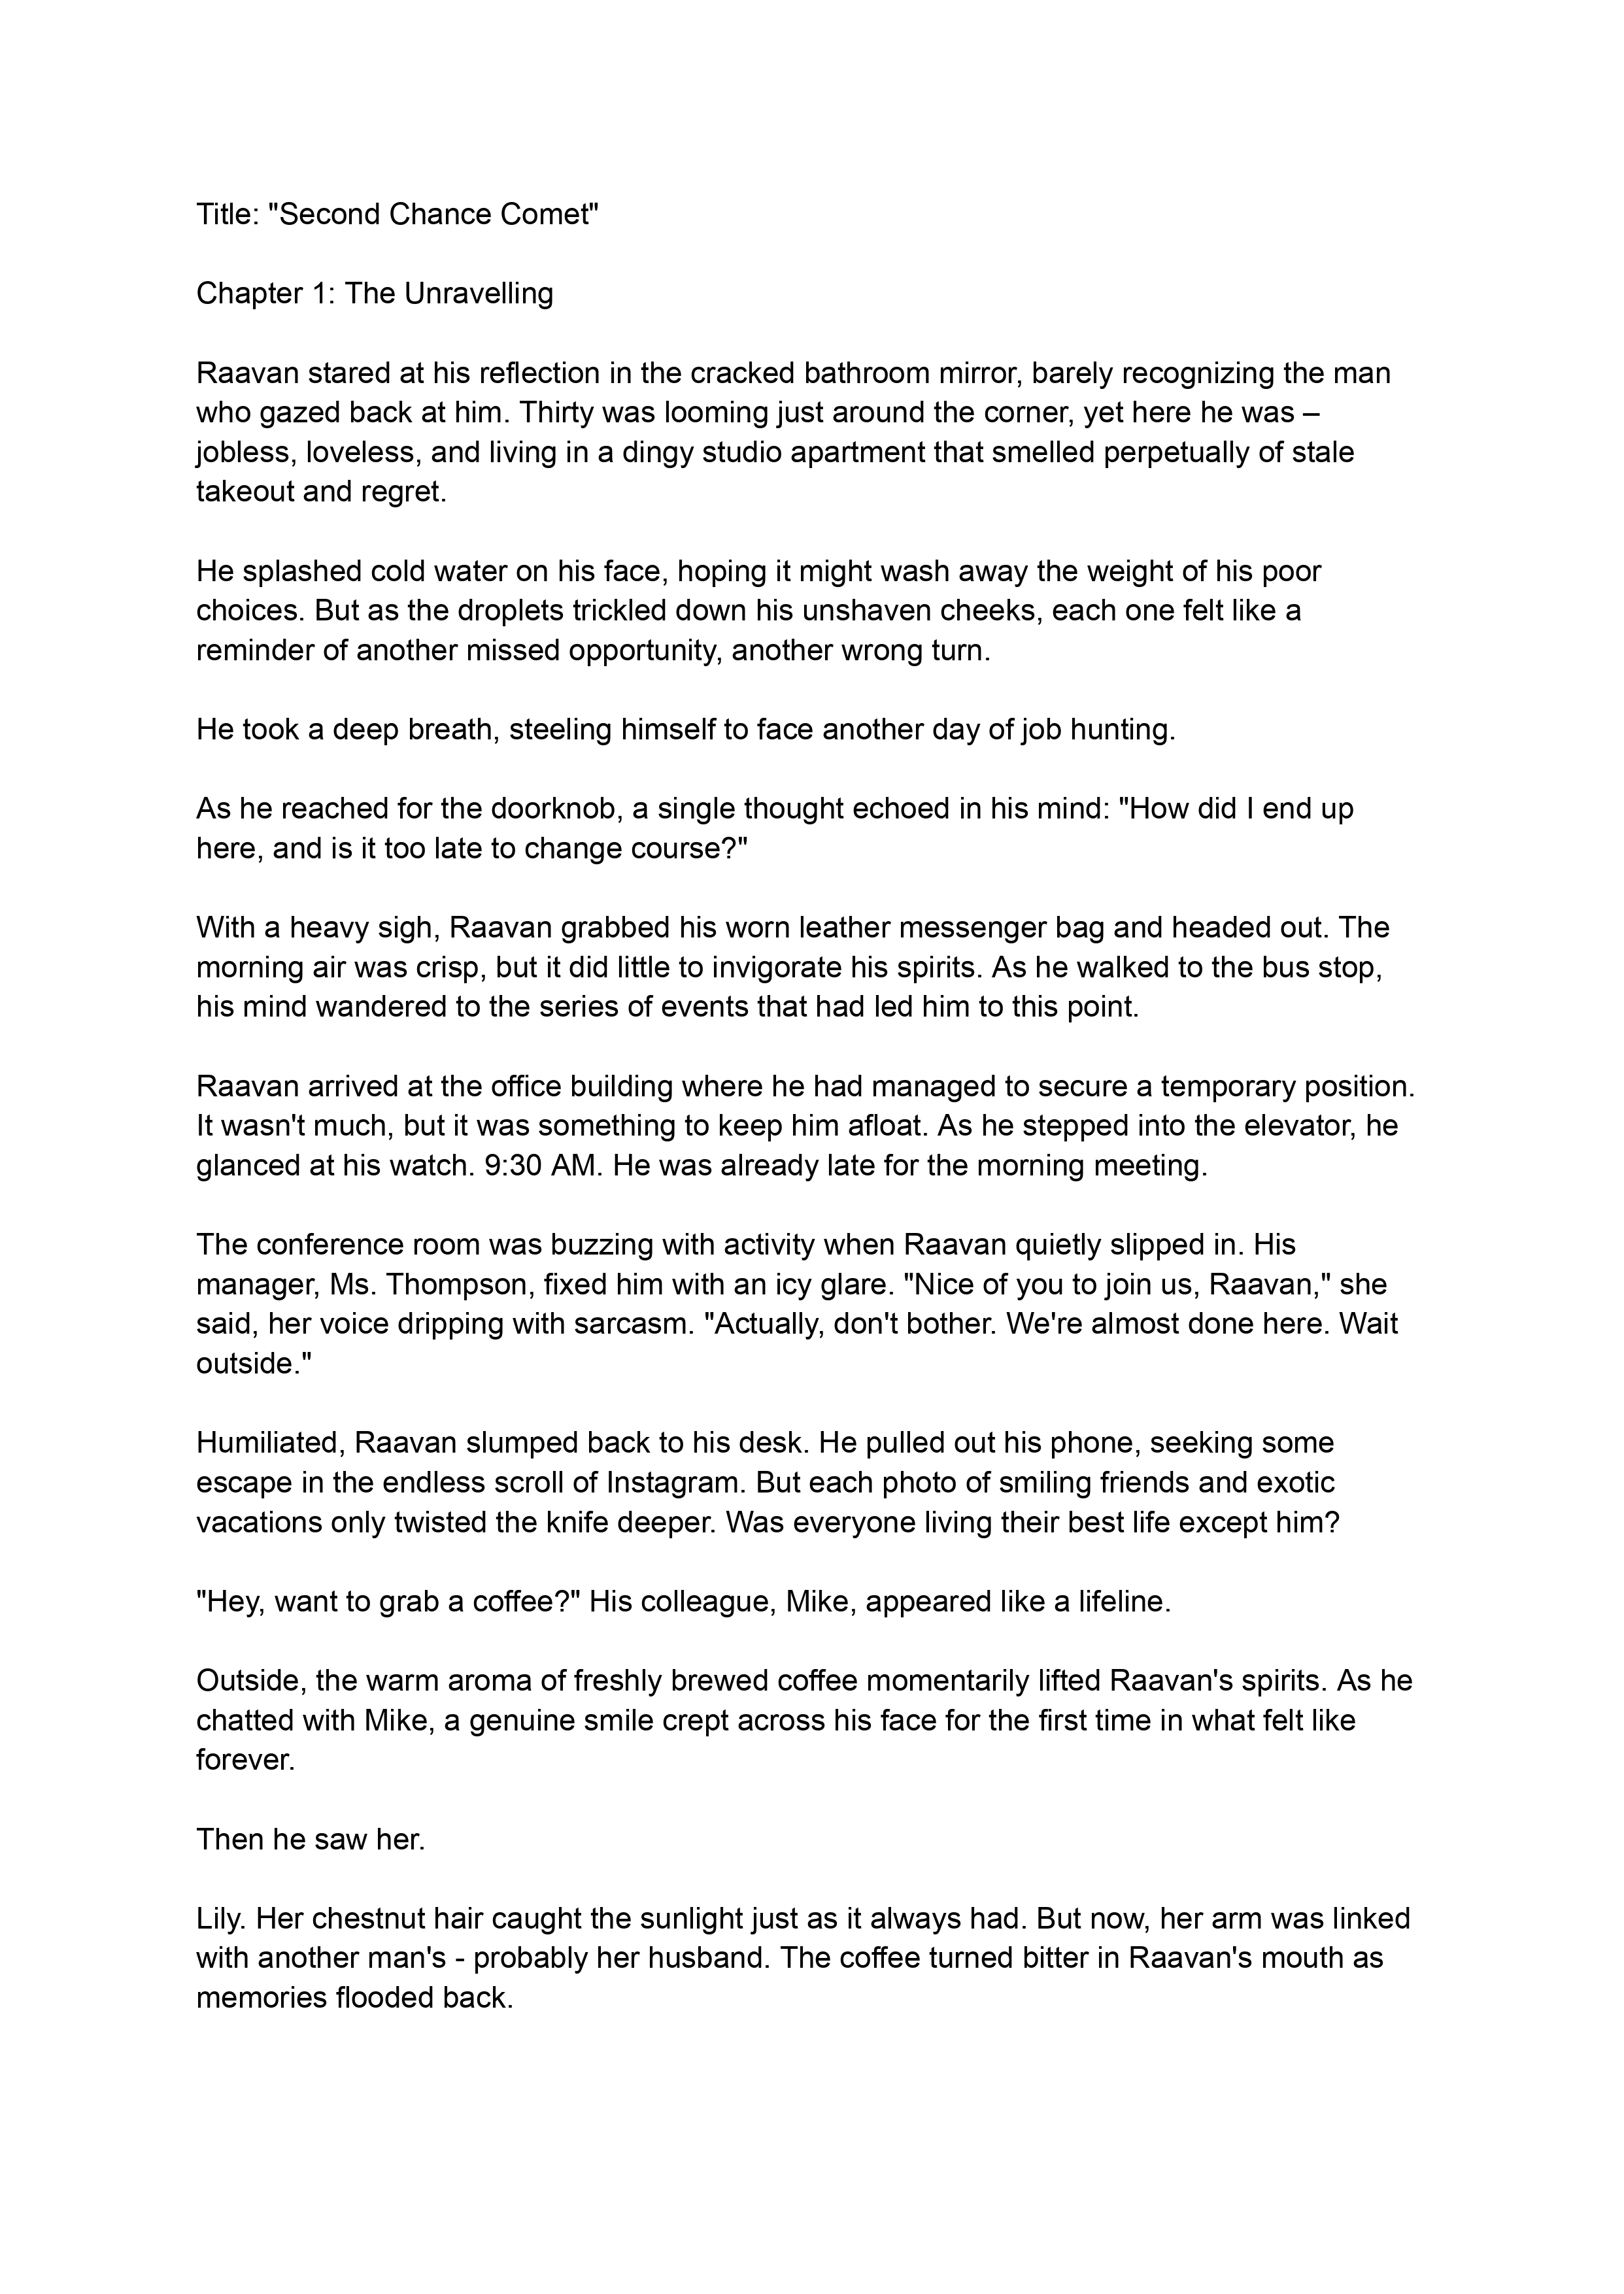 Title: "Second Chance Comet"
Chapter 1: The Unravelling
Raavan stared at his reflection in the cracked bathroom mirror, barely recognizing the man
who gazed back at him. Thirty was looming just around the corner, yet here he was –
jobless, loveless, and living in a dingy studio apartment that smelled perpetually of stale
takeout and regret.
He splashed cold water on his face, hoping it might wash away the weight of his poor
choices. But as the droplets trickled down his unshaven cheeks, each one felt like a
reminder of another missed opportunity, another wrong turn.
He took a deep breath, steeling himself to face another day of job hunting.
As he reached for the doorknob, a single thought echoed in his mind: "How did I end up
here, and is it too late to change course?"
With a heavy sigh, Raavan grabbed his worn leather messenger bag and headed out. The
morning air was crisp, but it did little to invigorate his spirits. As he walked to the bus stop,
his mind wandered to the series of events that had led him to this point.
Raavan arrived at the office building where he had managed to secure a temporary position.
It wasn't much, but it was something to keep him afloat. As he stepped into the elevator, he
glanced at his watch. 9:30 AM. He was already late for the morning meeting.
The conference room was buzzing with activity when Raavan quietly slipped in. His
manager, Ms. Thompson, fixed him with an icy glare. "Nice of you to join us, Raavan," she
said, her voice dripping with sarcasm. "Actually, don't bother. We're almost done here. Wait
outside."
Humiliated, Raavan slumped back to his desk. He pulled out his phone, seeking some
escape in the endless scroll of Instagram. But each photo of smiling friends and exotic
vacations only twisted the knife deeper. Was everyone living their best life except him?
"Hey, want to grab a coffee?" His colleague, Mike, appeared like a lifeline.
Outside, the warm aroma of freshly brewed coffee momentarily lifted Raavan's spirits. As he
chatted with Mike, a genuine smile crept across his face for the first time in what felt like
forever.
Then he saw her.
Lily. Her chestnut hair caught the sunlight just as it always had. But now, her arm was linked
with another man's - probably her husband. The coffee turned bitter in Raavan's mouth as
memories flooded back.